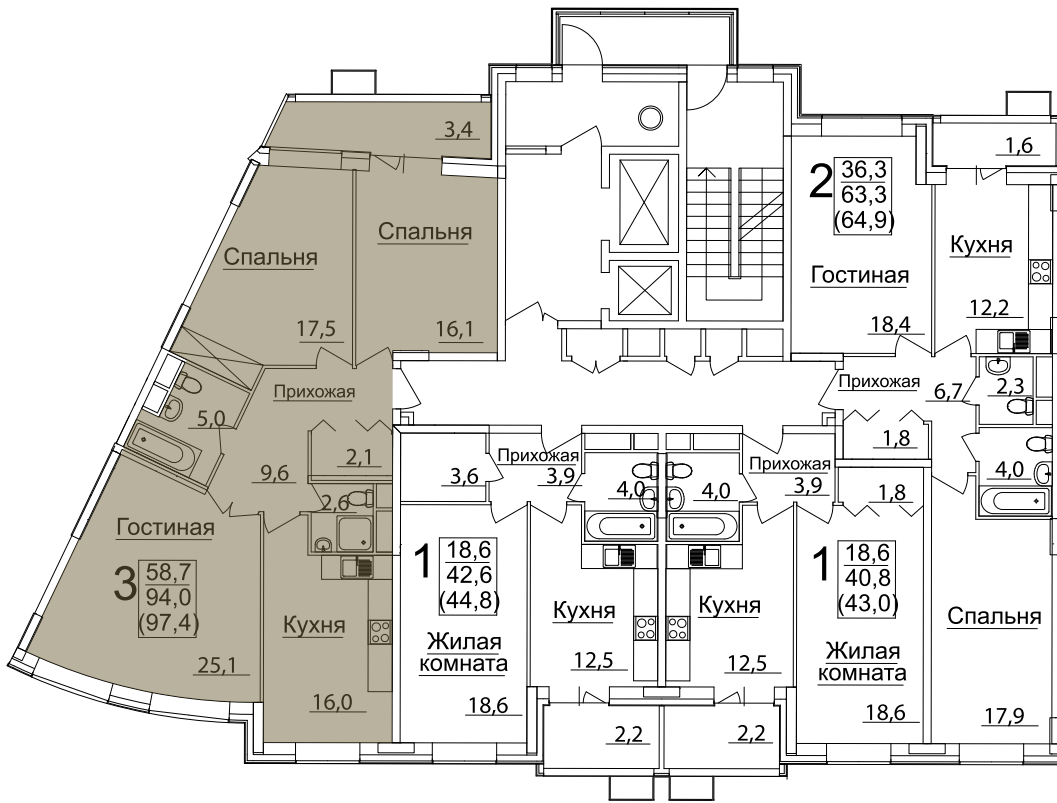 3,4
1,6
2
36,3
63,3
(64,9)
Спальня
Спальня
Кухня
Гостиная
17,5
16,1
18,4
12,2
Прихожая
Прихожая
6,7
2,3
5,0
2,1
1,8
9,6
3,6
Прихожая
3,9
4,0
4,0
Прихожая
3,9
1,8
4,0
2,6
Гостиная
3
58,7
94,0
(97,4)
1
18,6
42,6
(44,8)
1
18,6
40,8
(43,0)
Кухня
Кухня
Кухня
Спальня
Жилая
комната
Жилая
комната
25,1
16,0
18,6
12,5
12,5
18,6
17,9
2,2
2,2